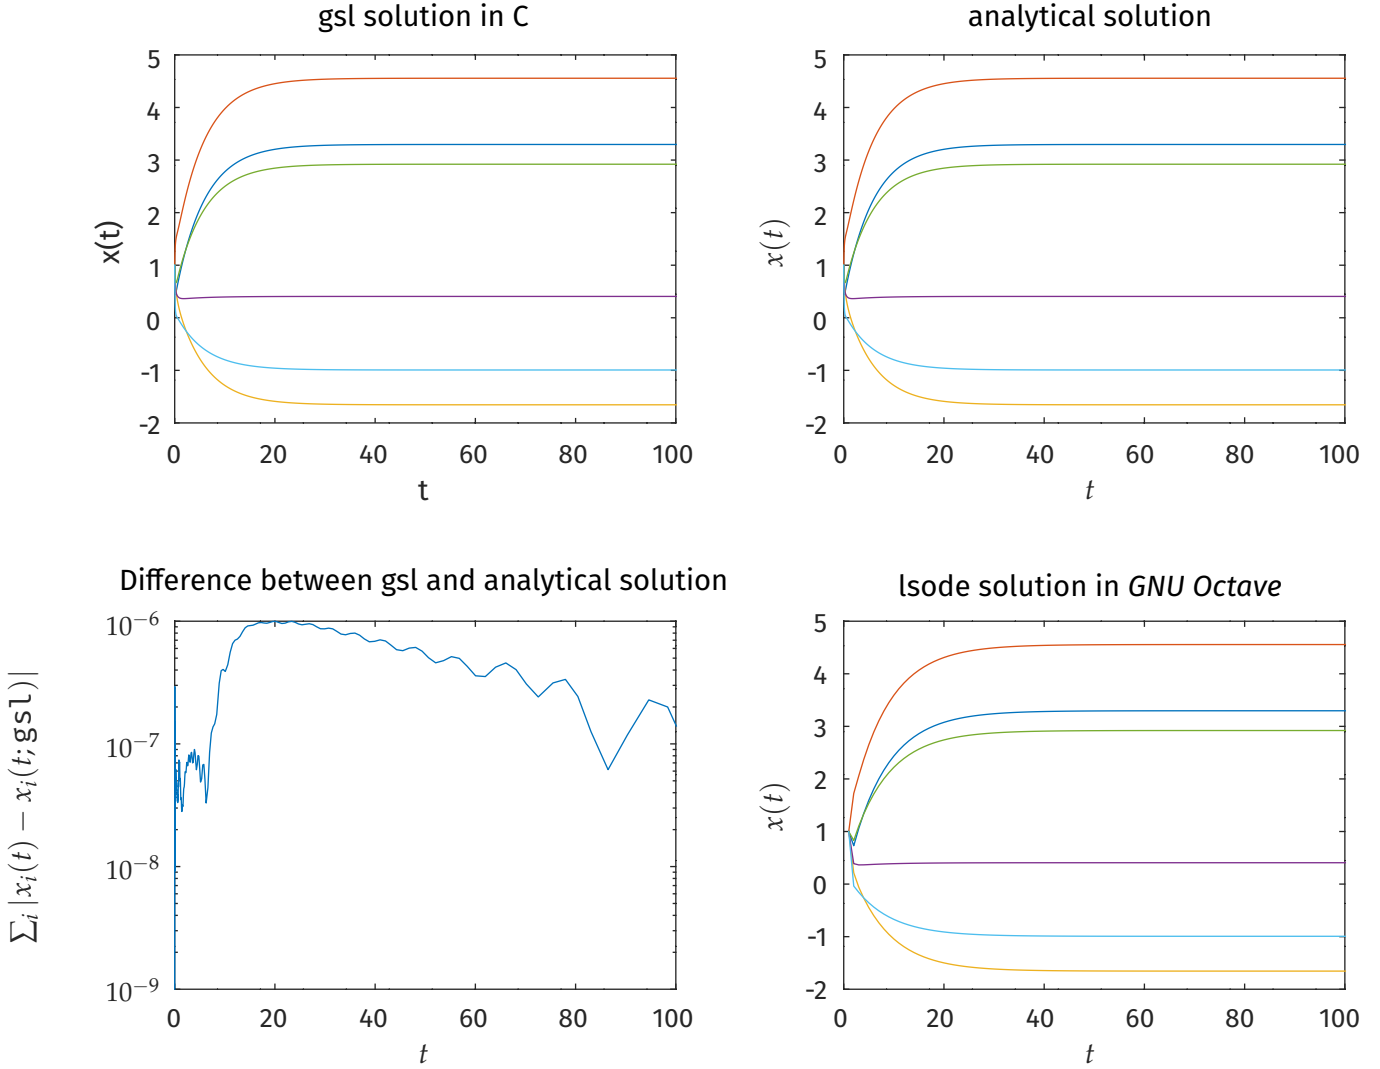 gsl solution in C
5
4
3
2
1
0
-1
-2
x(t)
0 20 40 60 80 100
t
analytical solution
5
4
3
2
1
0
-1
-2
x(t)
0 20 40 60 80 100
t
Difference between gsl and analytical solution
10⁻⁶
10⁻⁷
10⁻⁸
10⁻⁹
∑ᵢ |xᵢ(t) − xᵢ(t;gsl)|
0 20 40 60 80 100
t
lsode solution in GNU Octave
5
4
3
2
1
0
-1
-2
x(t)
0 20 40 60 80 100
t